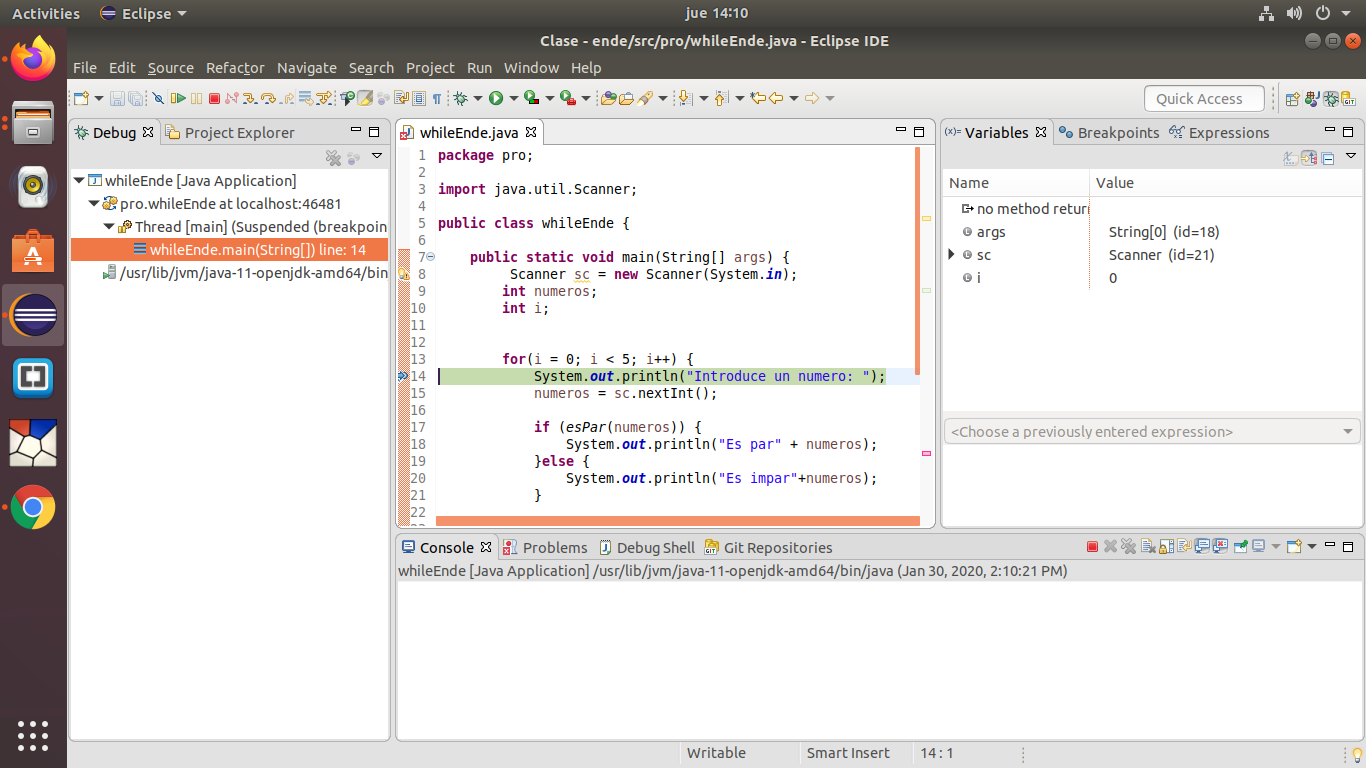 Activities Eclipse jue 14:10
Clase - ende/src/pro/whileEnde.java - Eclipse IDE
File Edit Source Refactor Navigate Search Project Run Window Help
Quick Access
Debug Project Explorer
whileEnde [Java Application]
pro.whileEnde at localhost:46481
Thread [main] (Suspended (breakpoin
whileEnde.main(String[]) line: 14
/usr/lib/jvm/java-11-openjdk-amd64/bin
whileEnde.java
1 package pro;
2
3 import java.util.Scanner;
4
5 public class whileEnde {
6
7 public static void main(String[] args) {
8 Scanner sc = new Scanner(System.in);
9 int numeros;
10 int i;
11
12
13 for(i = 0; i < 5; i++) {
14 System.out.println("Introduce un numero: ");
15 numeros = sc.nextInt();
16
17 if (esPar(numeros)) {
18 System.out.println("Es par" + numeros);
19 }else {
20 System.out.println("Es impar"+numeros);
21 }
22
(x)= Variables Breakpoints Expressions
Name Value
no method retur
args String[0] (id=18)
sc Scanner (id=21)
i 0
<Choose a previously entered expression>
Console Problems Debug Shell Git Repositories
whileEnde [Java Application] /usr/lib/jvm/java-11-openjdk-amd64/bin/java (Jan 30, 2020, 2:10:21 PM)
Writable Smart Insert 14 : 1